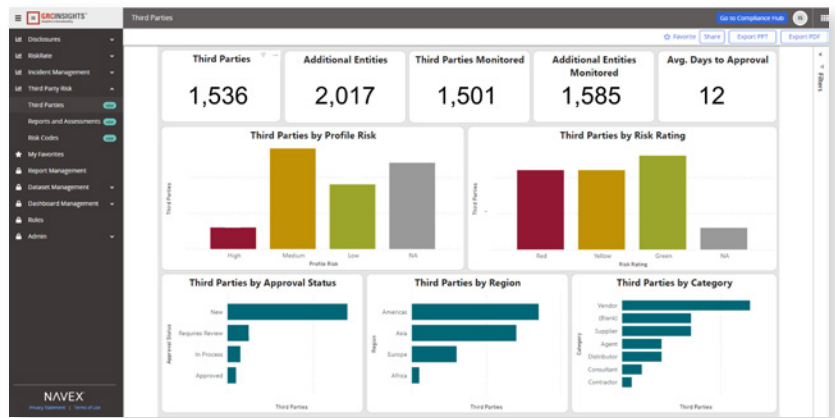 GRCINSIGHTS™
Third Parties
Go to Compliance Hub
Favorite
Share
Export PPT
Export PDF
Disclosures
RiskRate
Incident Management
Third Party Risk
Third Parties
Reports and Assessments
Risk Codes
My Favorites
Report Management
Dataset Management
Dashboard Management
Roles
Admin
NAVEX
Privacy Statement | Terms of Use
Filters
Third Parties
1,536
Additional Entities
2,017
Third Parties Monitored
1,501
Additional Entities
Monitored
1,585
Avg. Days to Approval
12
Third Parties by Profile Risk
Third Parties
High
Medium
Low
NA
Profile Risk
Third Parties by Risk Rating
Third Parties
Red
Yellow
Green
NA
Risk Rating
Third Parties by Approval Status
Approval Status
New
Requires Review
In Process
Approved
Third Parties
Third Parties by Region
Region
Americas
Asia
Europe
Africa
Third Parties
Third Parties by Category
Category
Vendor
(Blank)
Supplier
Agent
Distributor
Consultant
Contractor
Third Parties